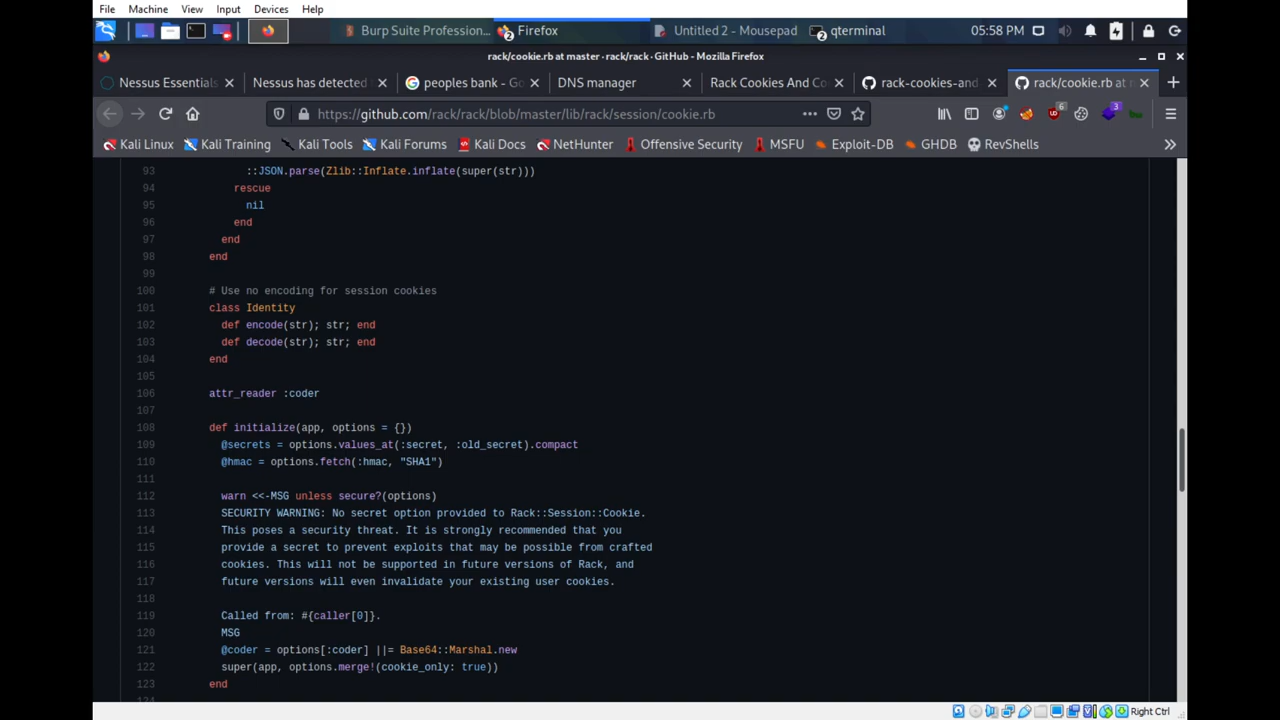 File Machine View Input Devices Help
Burp Suite Profession... Firefox Untitled 2 - Mousepad qterminal 05:58 PM
2 2
rack/cookie.rb at master · rack/rack · GitHub - Mozilla Firefox
Nessus Essentials Nessus has detected peoples bank - Go DNS manager Rack Cookies And Co rack-cookies-and rack/cookie.rb at m
https://github.com/rack/rack/blob/master/lib/rack/session/cookie.rb 6 3
Kali Linux Kali Training Kali Tools Kali Forums Kali Docs NetHunter Offensive Security MSFU Exploit-DB GHDB RevShells
93 ::JSON.parse(Zlib::Inflate.inflate(super(str)))
94 rescue
95 nil
96 end
97 end
98 end
99
100 # Use no encoding for session cookies
101 class Identity
102 def encode(str); str; end
103 def decode(str); str; end
104 end
105
106 attr_reader :coder
107
108 def initialize(app, options = {})
109 @secrets = options.values_at(:secret, :old_secret).compact
110 @hmac = options.fetch(:hmac, "SHA1")
111
112 warn <<-MSG unless secure?(options)
113 SECURITY WARNING: No secret option provided to Rack::Session::Cookie.
114 This poses a security threat. It is strongly recommended that you
115 provide a secret to prevent exploits that may be possible from crafted
116 cookies. This will not be supported in future versions of Rack, and
117 future versions will even invalidate your existing user cookies.
118
119 Called from: #{caller[0]}.
120 MSG
121 @coder = options[:coder] ||= Base64::Marshal.new
122 super(app, options.merge!(cookie_only: true))
123 end
Right Ctrl